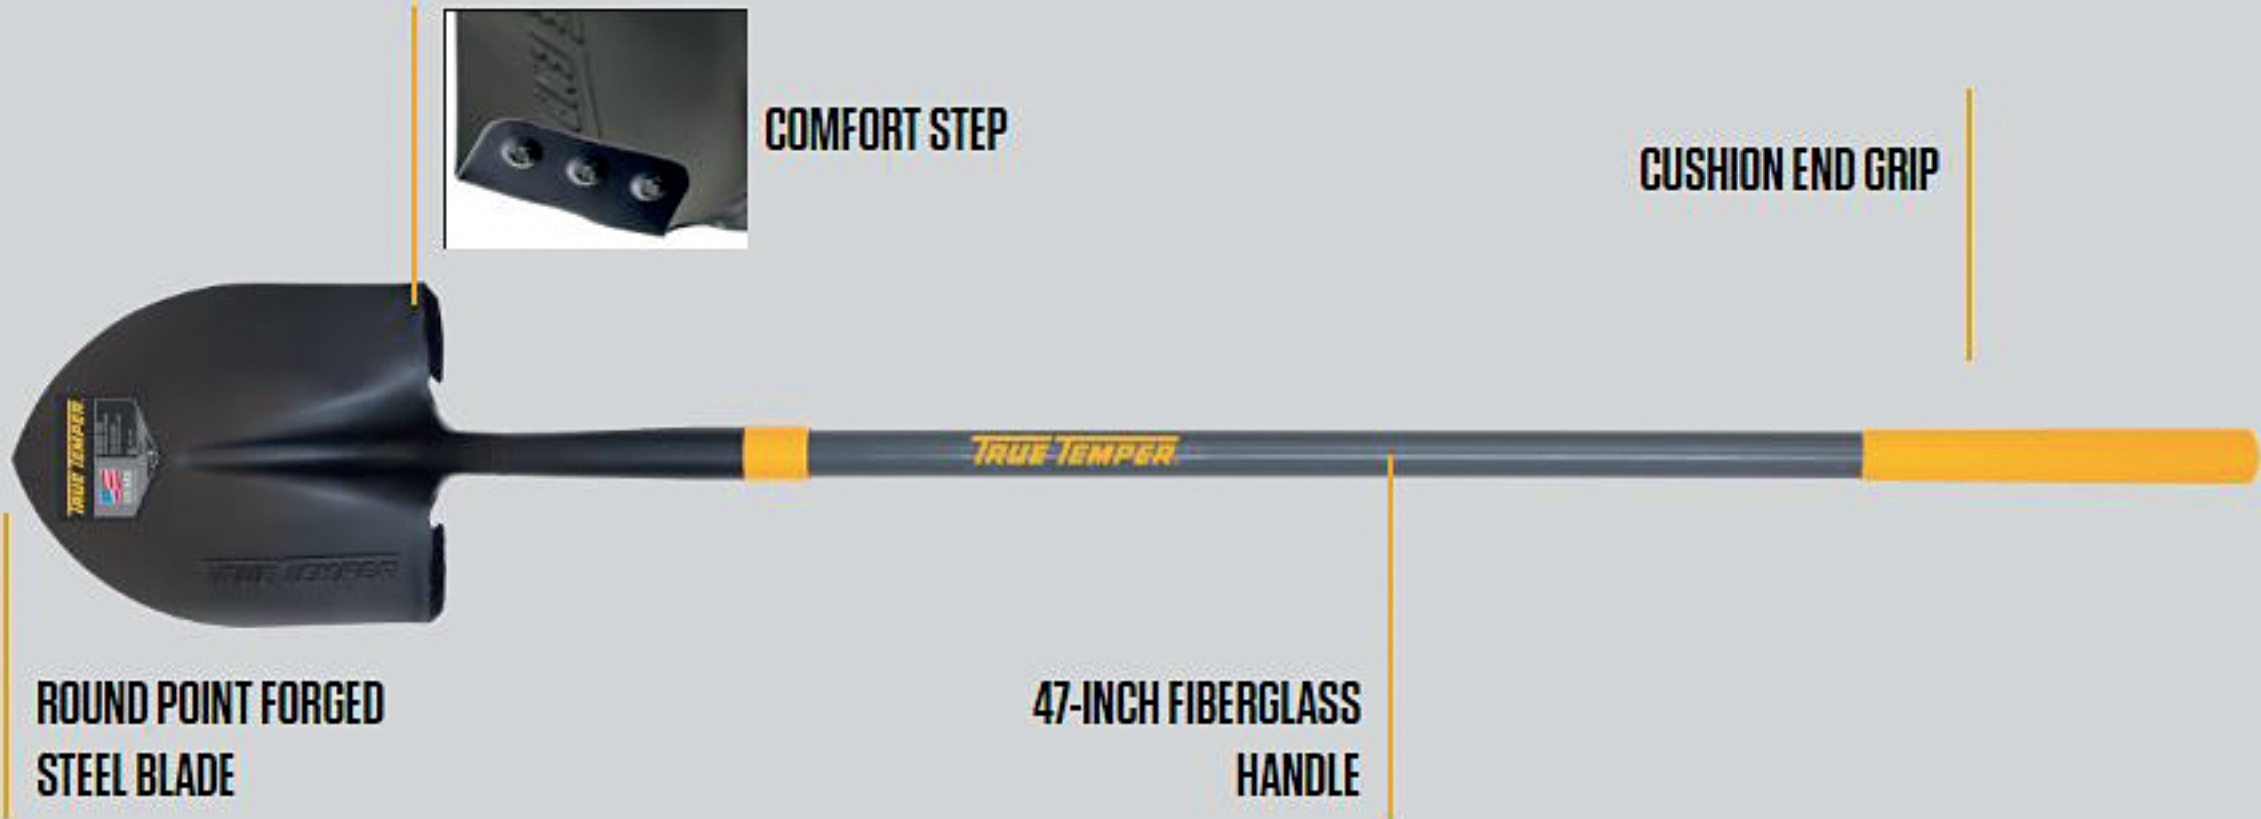 COMFORT STEP
CUSHION END GRIP
TRUE TEMPER
TRUE TEMPER
TRUE TEMPER
ROUND POINT FORGED
STEEL BLADE
47-INCH FIBERGLASS
HANDLE